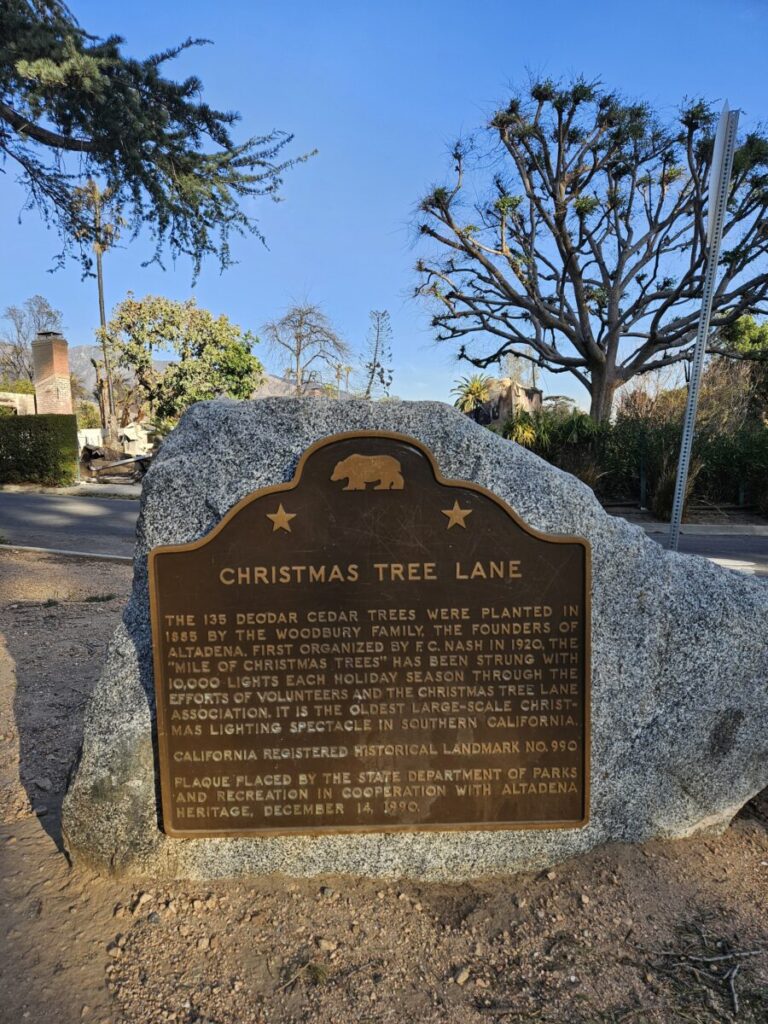 CHRISTMAS TREE LANE
THE 135 DEODAR CEDAR TREES WERE PLANTED IN
1885 BY THE WOODBURY FAMILY, THE FOUNDERS OF
ALTADENA. FIRST ORGANIZED BY F.C. NASH IN 1920, THE
"MILE OF CHRISTMAS TREES" HAS BEEN STRUNG WITH
10,000 LIGHTS EACH HOLIDAY SEASON THROUGH THE
EFFORTS OF VOLUNTEERS AND THE CHRISTMAS TREE LANE
ASSOCIATION. IT IS THE OLDEST LARGE-SCALE CHRIST-
MAS LIGHTING SPECTACLE IN SOUTHERN CALIFORNIA.
CALIFORNIA REGISTERED HISTORICAL LANDMARK NO. 990
PLAQUE PLACED BY THE STATE DEPARTMENT OF PARKS
AND RECREATION IN COOPERATION WITH ALTADENA
HERITAGE, DECEMBER 14, 1990.